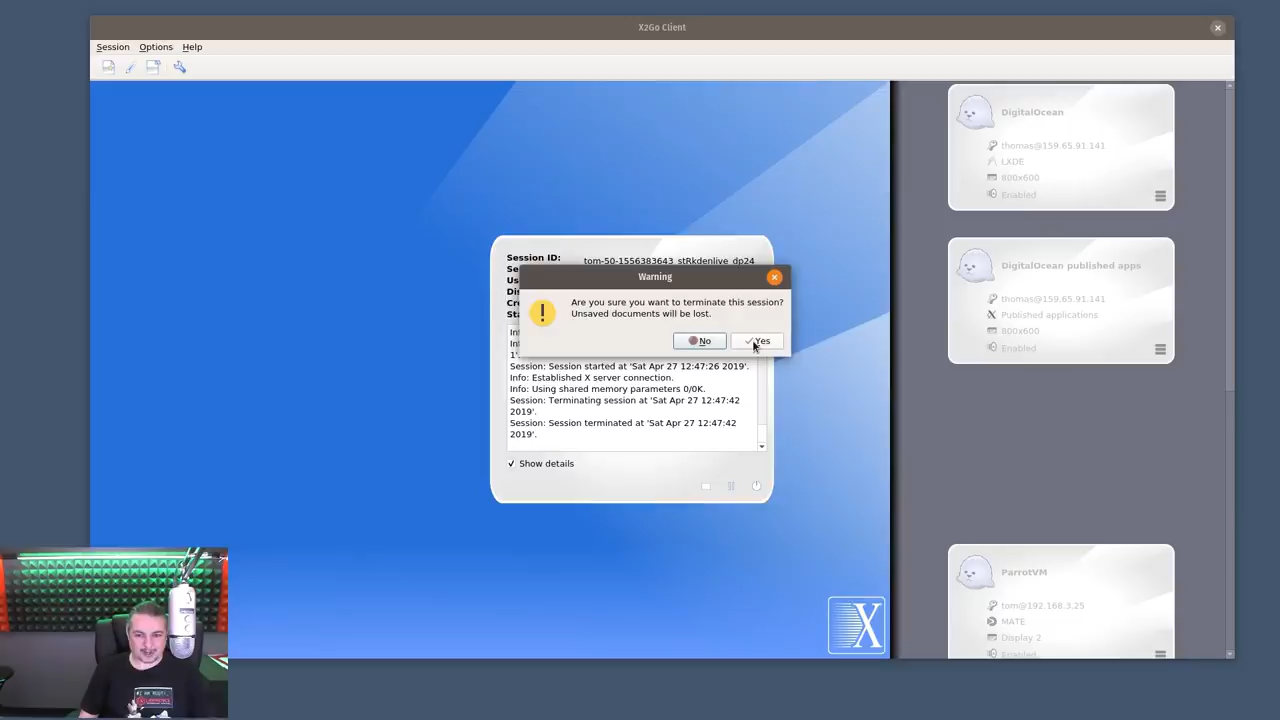 X2Go Client
Session Options Help
DigitalOcean
thomas@159.65.91.141
LXDE
800x600
Enabled
DigitalOcean published apps
thomas@159.65.91.141
Published applications
800x600
Enabled
ParrotVM
tom@192.168.3.25
MATE
Display 2
Enabled
Session ID: tom-50-1556383643_stRkdenlive_dp24
Warning
Are you sure you want to terminate this session?
Unsaved documents will be lost.
No Yes
1'.
Session: Session started at 'Sat Apr 27 12:47:26 2019'.
Info: Established X server connection.
Info: Using shared memory parameters 0/0K.
Session: Terminating session at 'Sat Apr 27 12:47:42
2019'.
Session: Session terminated at 'Sat Apr 27 12:47:42
2019'.
Show details
X